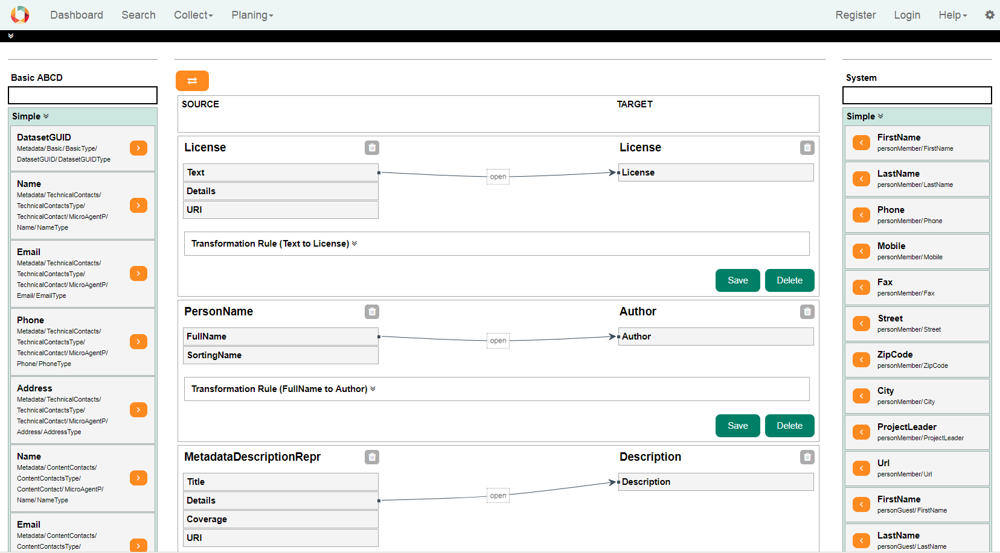 Dashboard Search Collect Planing Register Login Help
Basic ABCD
Simple
DatasetGUID
Metadata/Basic/BasicType/
DatasetGUID/DatasetGUIDType
Name
Metadata/TechnicalContacts/
TechnicalContactsType/
TechnicalContact/MicroAgentP/
Name/NameType
Email
Metadata/TechnicalContacts/
TechnicalContactsType/
TechnicalContact/MicroAgentP/
Email/EmailType
Phone
Metadata/TechnicalContacts/
TechnicalContactsType/
TechnicalContact/MicroAgentP/
Phone/PhoneType
Address
Metadata/TechnicalContacts/
TechnicalContactsType/
TechnicalContact/MicroAgentP/
Address/AddressType
Name
Metadata/ContentContacts/
ContentContactsType/
ContentContact/MicroAgentP/
Name/NameType
Email
Metadata/ContentContacts/
ContentContactsType/
SOURCE TARGET
License License
Text open License
Details
URI
Transformation Rule (Text to License)
Save Delete
PersonName Author
FullName open Author
SortingName
Transformation Rule (FullName to Author)
Save Delete
MetadataDescriptionRepr Description
Title Description
Details open
Coverage
URI
System
Simple
FirstName
personMember/FirstName
LastName
personMember/LastName
Phone
personMember/Phone
Mobile
personMember/Mobile
Fax
personMember/Fax
Street
personMember/Street
ZipCode
personMember/ZipCode
City
personMember/City
ProjectLeader
personMember/ProjectLeader
Url
personMember/Url
FirstName
personGuest/FirstName
LastName
personGuest/LastName